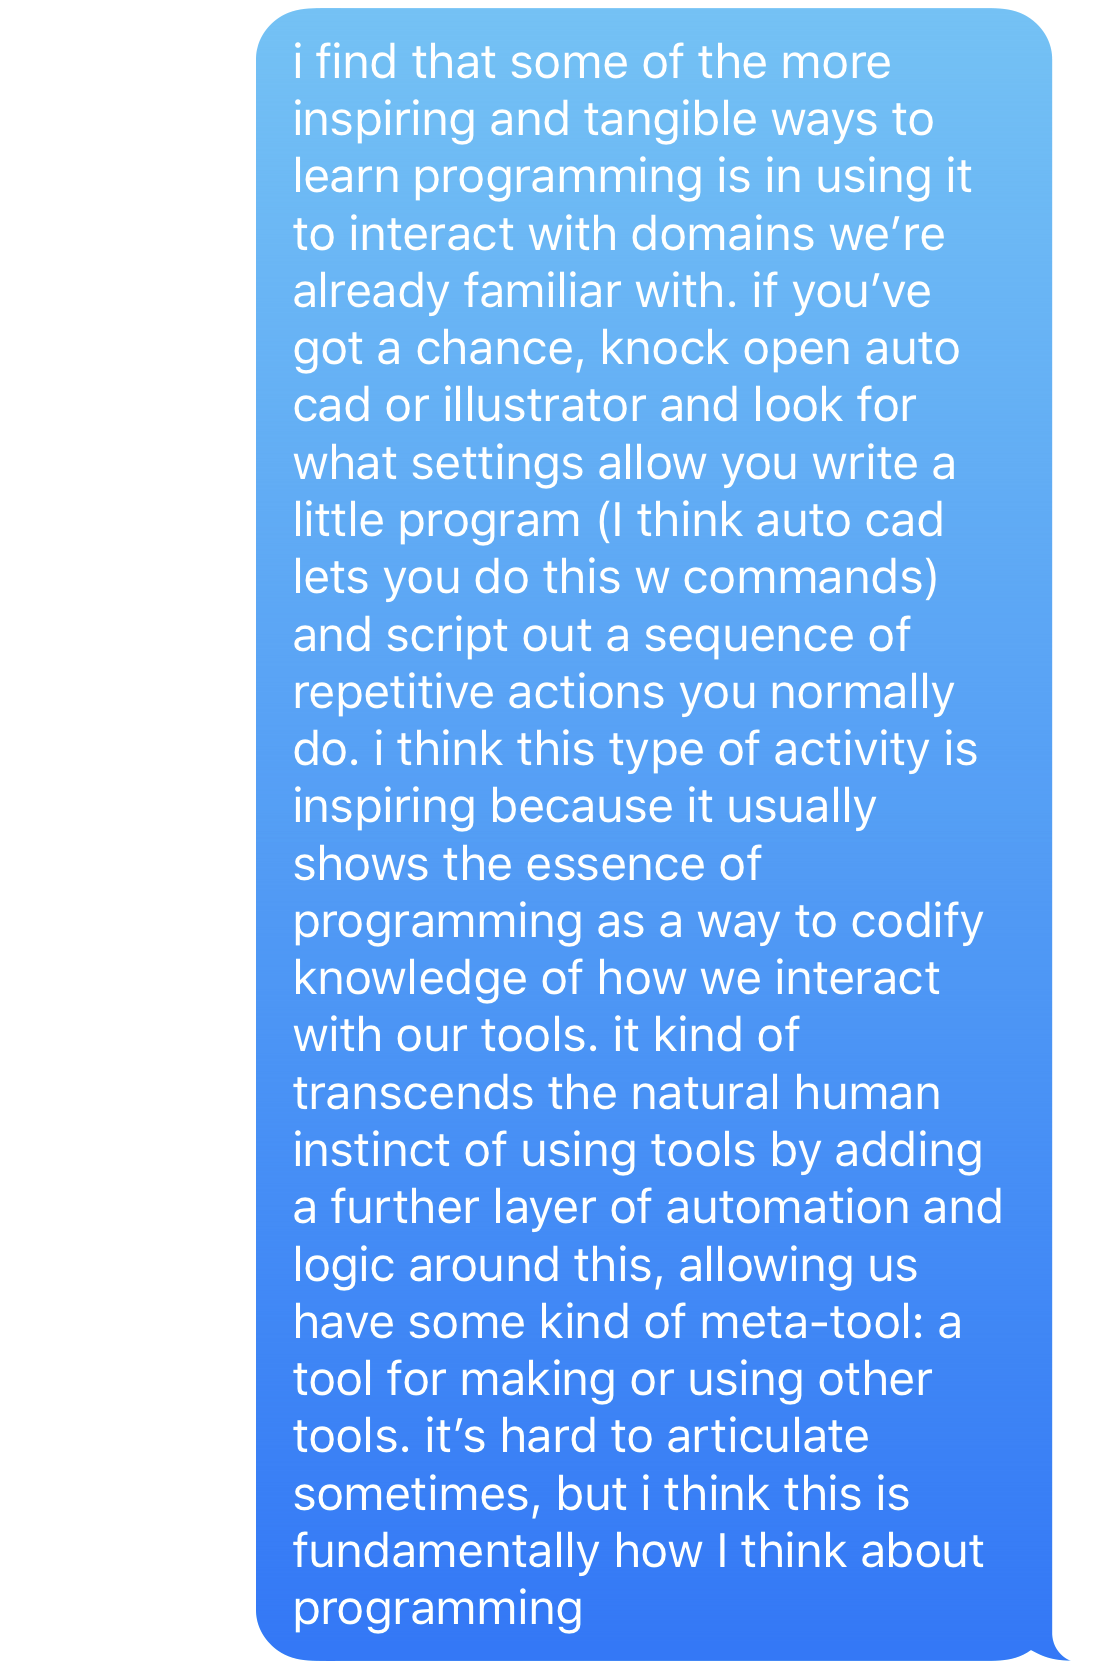 i find that some of the more
inspiring and tangible ways to
learn programming is in using it
to interact with domains we’re
already familiar with. if you’ve
got a chance, knock open auto
cad or illustrator and look for
what settings allow you write a
little program (I think auto cad
lets you do this w commands)
and script out a sequence of
repetitive actions you normally
do. i think this type of activity is
inspiring because it usually
shows the essence of
programming as a way to codify
knowledge of how we interact
with our tools. it kind of
transcends the natural human
instinct of using tools by adding
a further layer of automation and
logic around this, allowing us
have some kind of meta-tool: a
tool for making or using other
tools. it’s hard to articulate
sometimes, but i think this is
fundamentally how I think about
programming